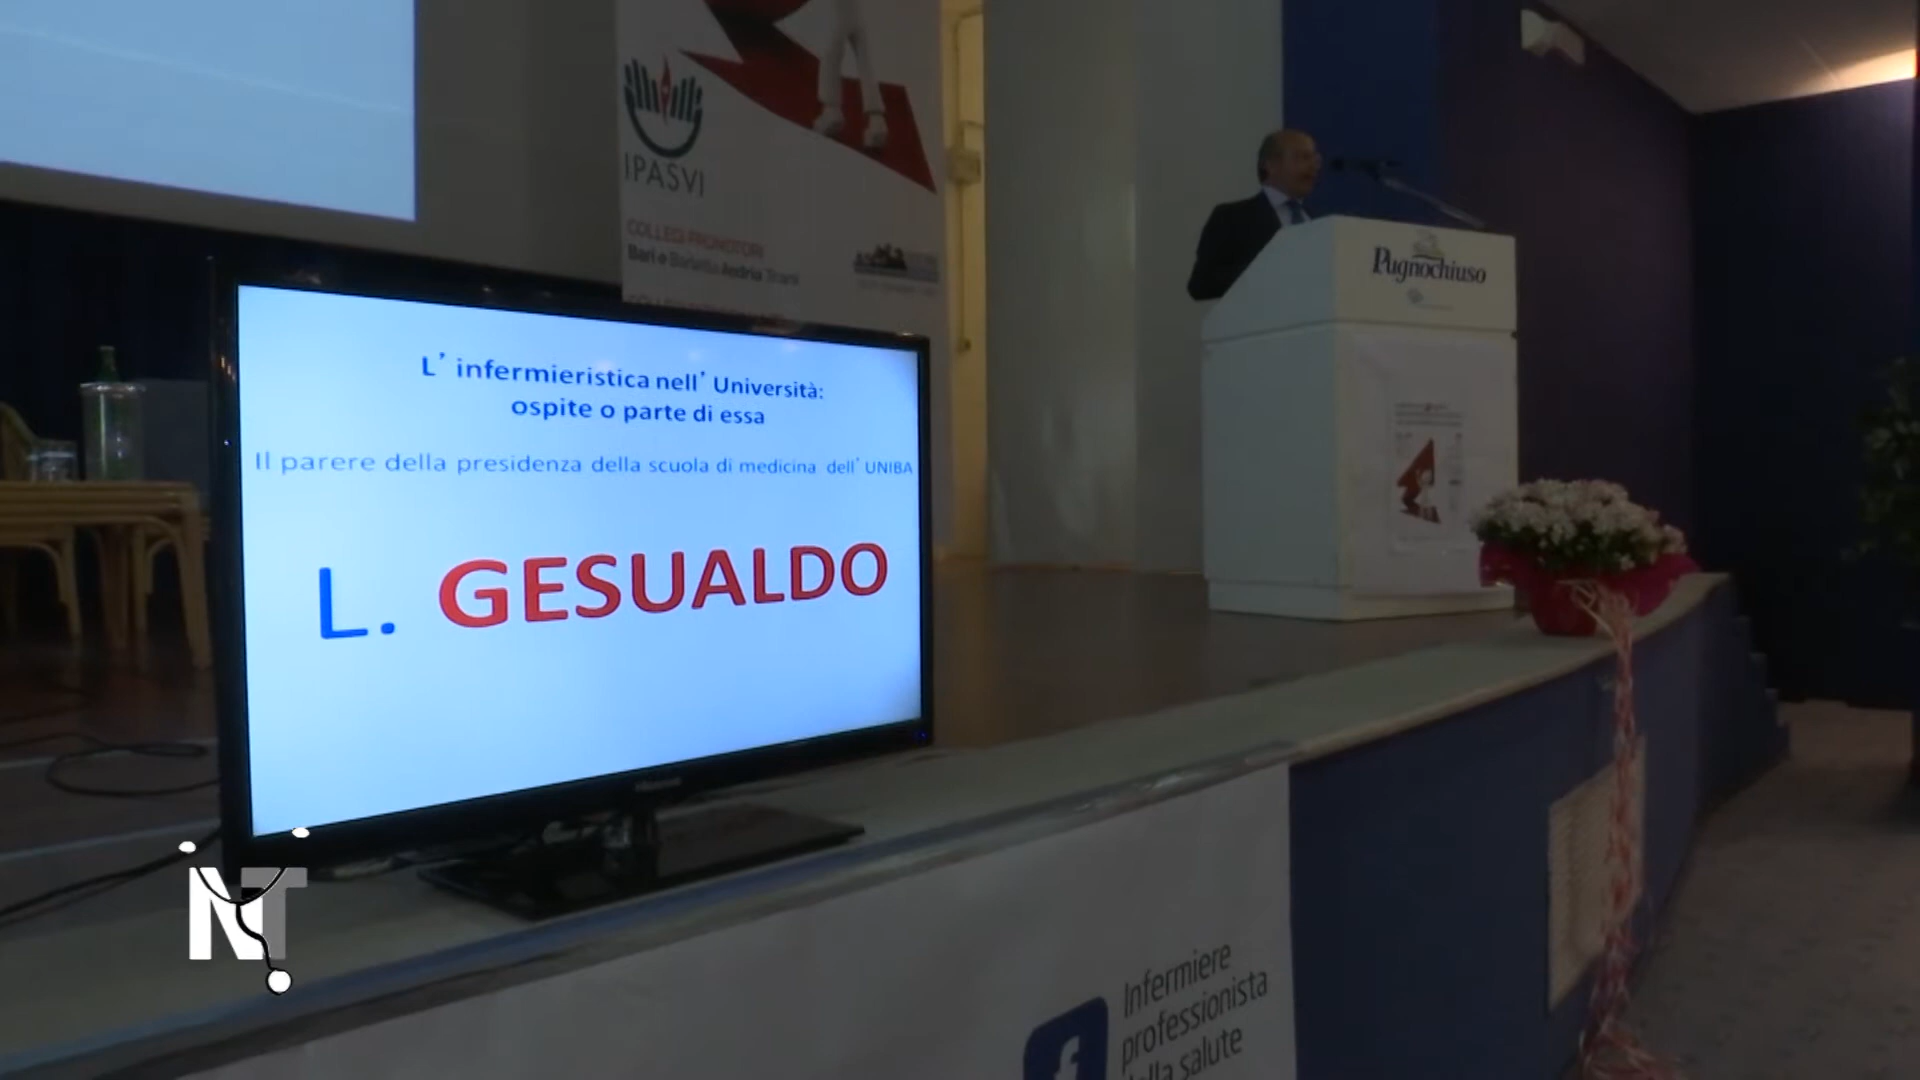 IPASVI
COLLEGI PROMOTORI
Bari e Barletta Andria Trani
Pugnochiuso
L' infermieristica nell' Università:
ospite o parte di essa
Il parere della presidenza della scuola di medicina dell' UNIBA
L. GESUALDO
NT
Infermiere
professionista
della salute